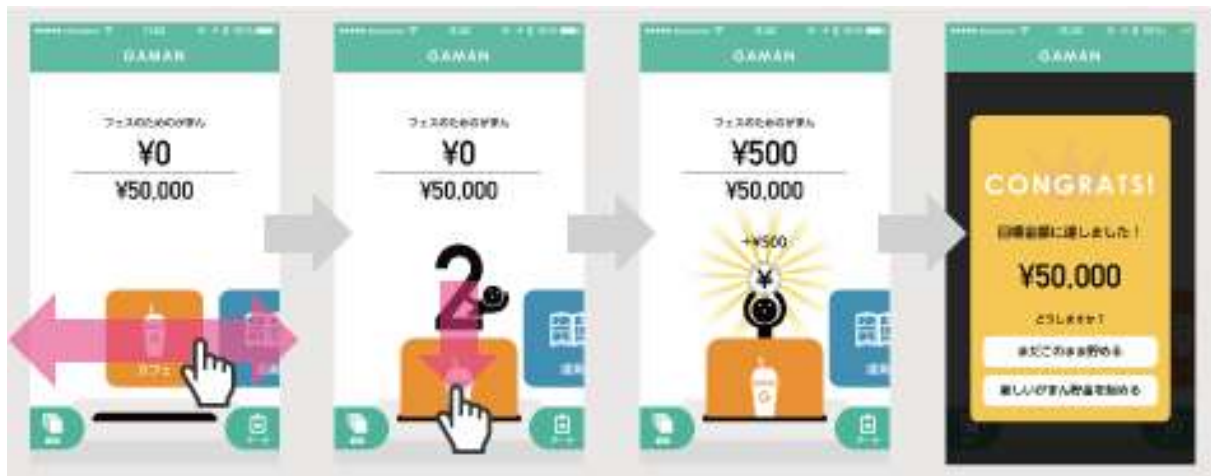 GAMAN
フェスのためのがまん
¥0
¥50,000
カフェ
GAMAN
フェスのためのがまん
¥0
¥50,000
2
GAMAN
フェスのためのがまん
¥500
¥50,000
+¥500
¥
G
GAMAN
CONGRATS!
目標金額に達しました!
¥50,000
どうしますか?
まだこのまま貯める
新しいがまん貯金を始める